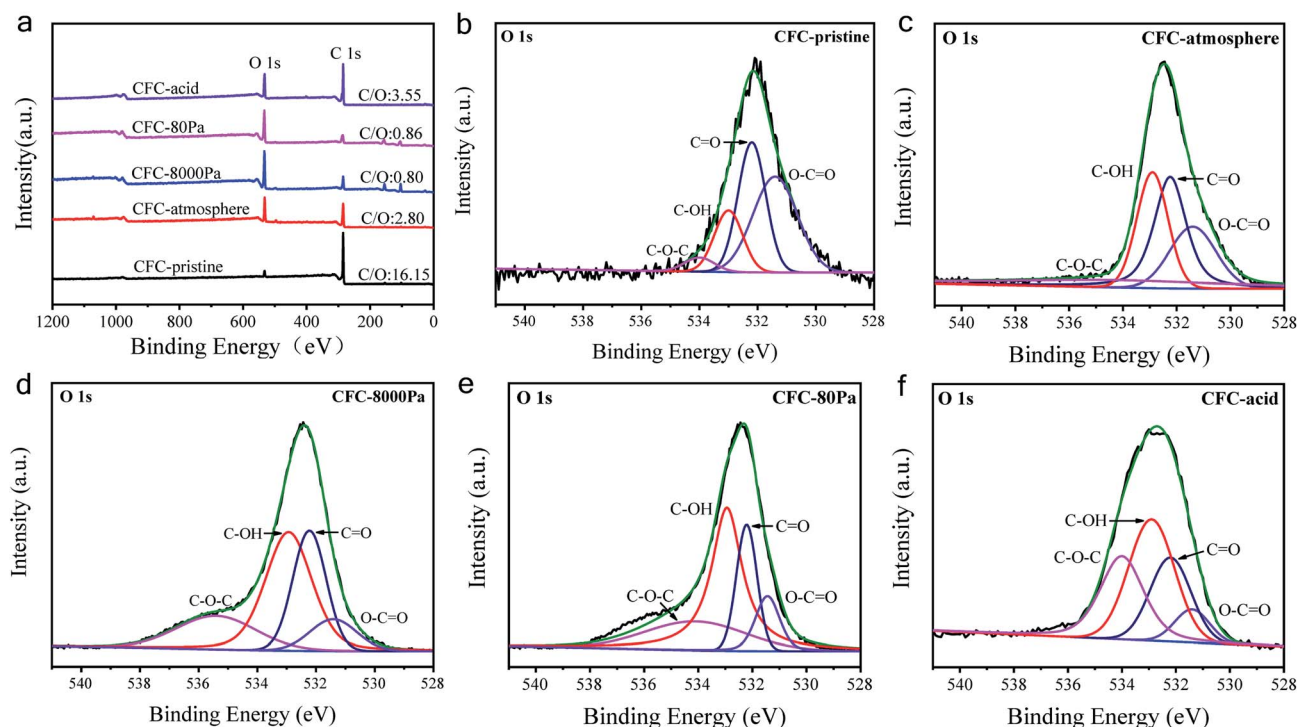 a
O 1s
C 1s
CFC-acid
C/O:3.55
CFC-80Pa
C/O:0.86
CFC-8000Pa
C/O:0.80
CFC-atmosphere
C/O:2.80
CFC-pristine
C/O:16.15
Intensity(a.u.)
1200 1000 800 600 400 200 0
Binding Energy（eV）
b
O 1s
CFC-pristine
C=O
O-C=O
C-OH
C-O-C
Intensity (a.u.)
540 538 536 534 532 530 528
Binding Energy (eV)
c
O 1s
CFC-atmosphere
C-OH
C=O
O-C=O
C-O-C
Intensity (a.u.)
540 538 536 534 532 530 528
Binding Energy (eV)
d
O 1s
CFC-8000Pa
C-OH
C=O
C-O-C
O-C=O
Intensity (a.u.)
540 538 536 534 532 530 528
Binding Energy (eV)
e
O 1s
CFC-80Pa
C-OH
C=O
C-O-C
O-C=O
Intensity (a.u.)
540 538 536 534 532 530 528
Binding Energy (eV)
f
O 1s
CFC-acid
C-OH
C-O-C
C=O
O-C=O
Intensity (a.u.)
540 538 536 534 532 530 528
Binding Energy (eV)